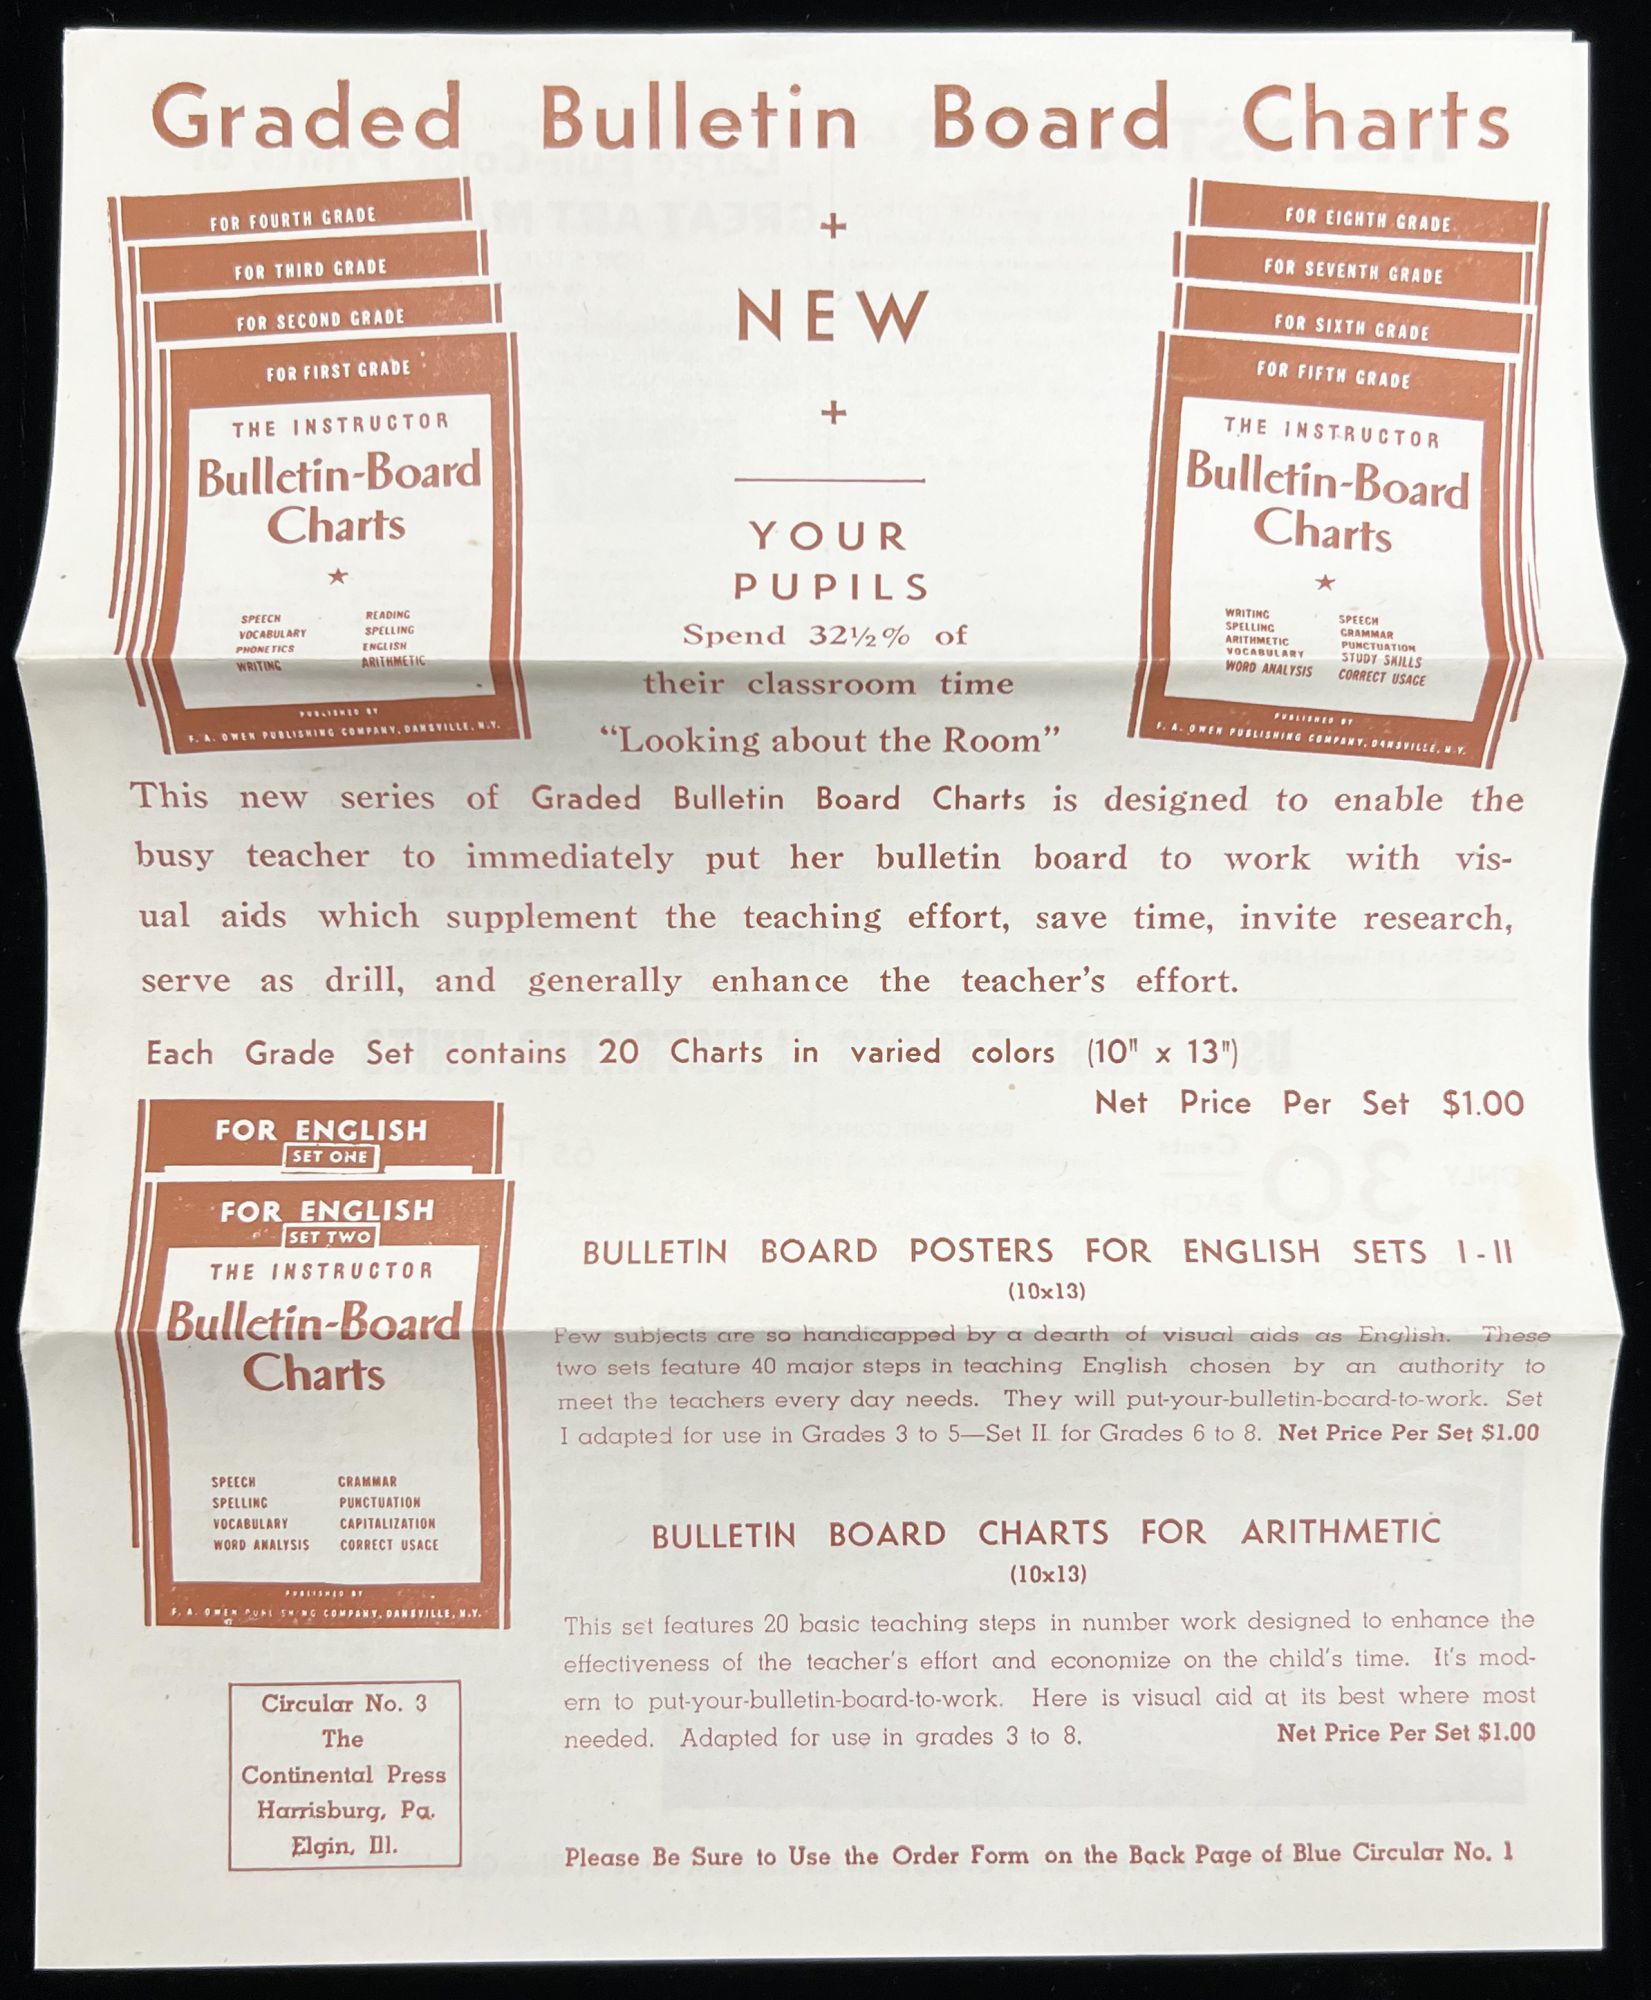 Graded Bulletin Board Charts
FOR FOURTH GRADE
FOR THIRD GRADE
FOR SECOND GRADE
FOR FIRST GRADE
THE INSTRUCTOR
Bulletin-Board
Charts
SPEECH
VOCABULARY
PHONETICS
WRITING
READING
SPELLING
ENGLISH
ARITHMETIC
PUBLISHED BY
F. A. OWEN PUBLISHING COMPANY, DANSVILLE, N.Y.
+
NEW
+
YOUR
PUPILS
Spend 32½% of
their classroom time
“Looking about the Room”
FOR EIGHTH GRADE
FOR SEVENTH GRADE
FOR SIXTH GRADE
FOR FIFTH GRADE
THE INSTRUCTOR
Bulletin-Board
Charts
WRITING
SPELLING
ARITHMETIC
VOCABULARY
WORD ANALYSIS
SPEECH
GRAMMAR
PUNCTUATION
STUDY SKILLS
CORRECT USAGE
PUBLISHED BY
F. A. OWEN PUBLISHING COMPANY, DANSVILLE, N.Y.
This new series of Graded Bulletin Board Charts is designed to enable the
busy teacher to immediately put her bulletin board to work with vis-
ual aids which supplement the teaching effort, save time, invite research,
serve as drill, and generally enhance the teacher's effort.
Each Grade Set contains 20 Charts in varied colors (10" x 13")
Net Price Per Set $1.00
FOR ENGLISH
SET ONE
FOR ENGLISH
SET TWO
THE INSTRUCTOR
Bulletin-Board
Charts
SPEECH
SPELLING
VOCABULARY
WORD ANALYSIS
GRAMMAR
PUNCTUATION
CAPITALIZATION
CORRECT USAGE
PUBLISHED BY
F. A. OWEN PUBLISHING COMPANY, DANSVILLE, N.Y.
BULLETIN BOARD POSTERS FOR ENGLISH SETS I-II
(10x13)
Few subjects are so handicapped by a dearth of visual aids as English. These
two sets feature 40 major steps in teaching English chosen by an authority to
meet the teachers every day needs. They will put-your-bulletin-board-to-work. Set
I adapted for use in Grades 3 to 5—Set II for Grades 6 to 8. Net Price Per Set $1.00
BULLETIN BOARD CHARTS FOR ARITHMETIC
(10x13)
This set features 20 basic teaching steps in number work designed to enhance the
effectiveness of the teacher's effort and economize on the child's time. It's mod-
ern to put-your-bulletin-board-to-work. Here is visual aid at its best where most
needed. Adapted for use in grades 3 to 8. Net Price Per Set $1.00
Circular No. 3
The
Continental Press
Harrisburg, Pa.
Elgin, Ill.
Please Be Sure to Use the Order Form on the Back Page of Blue Circular No. 1